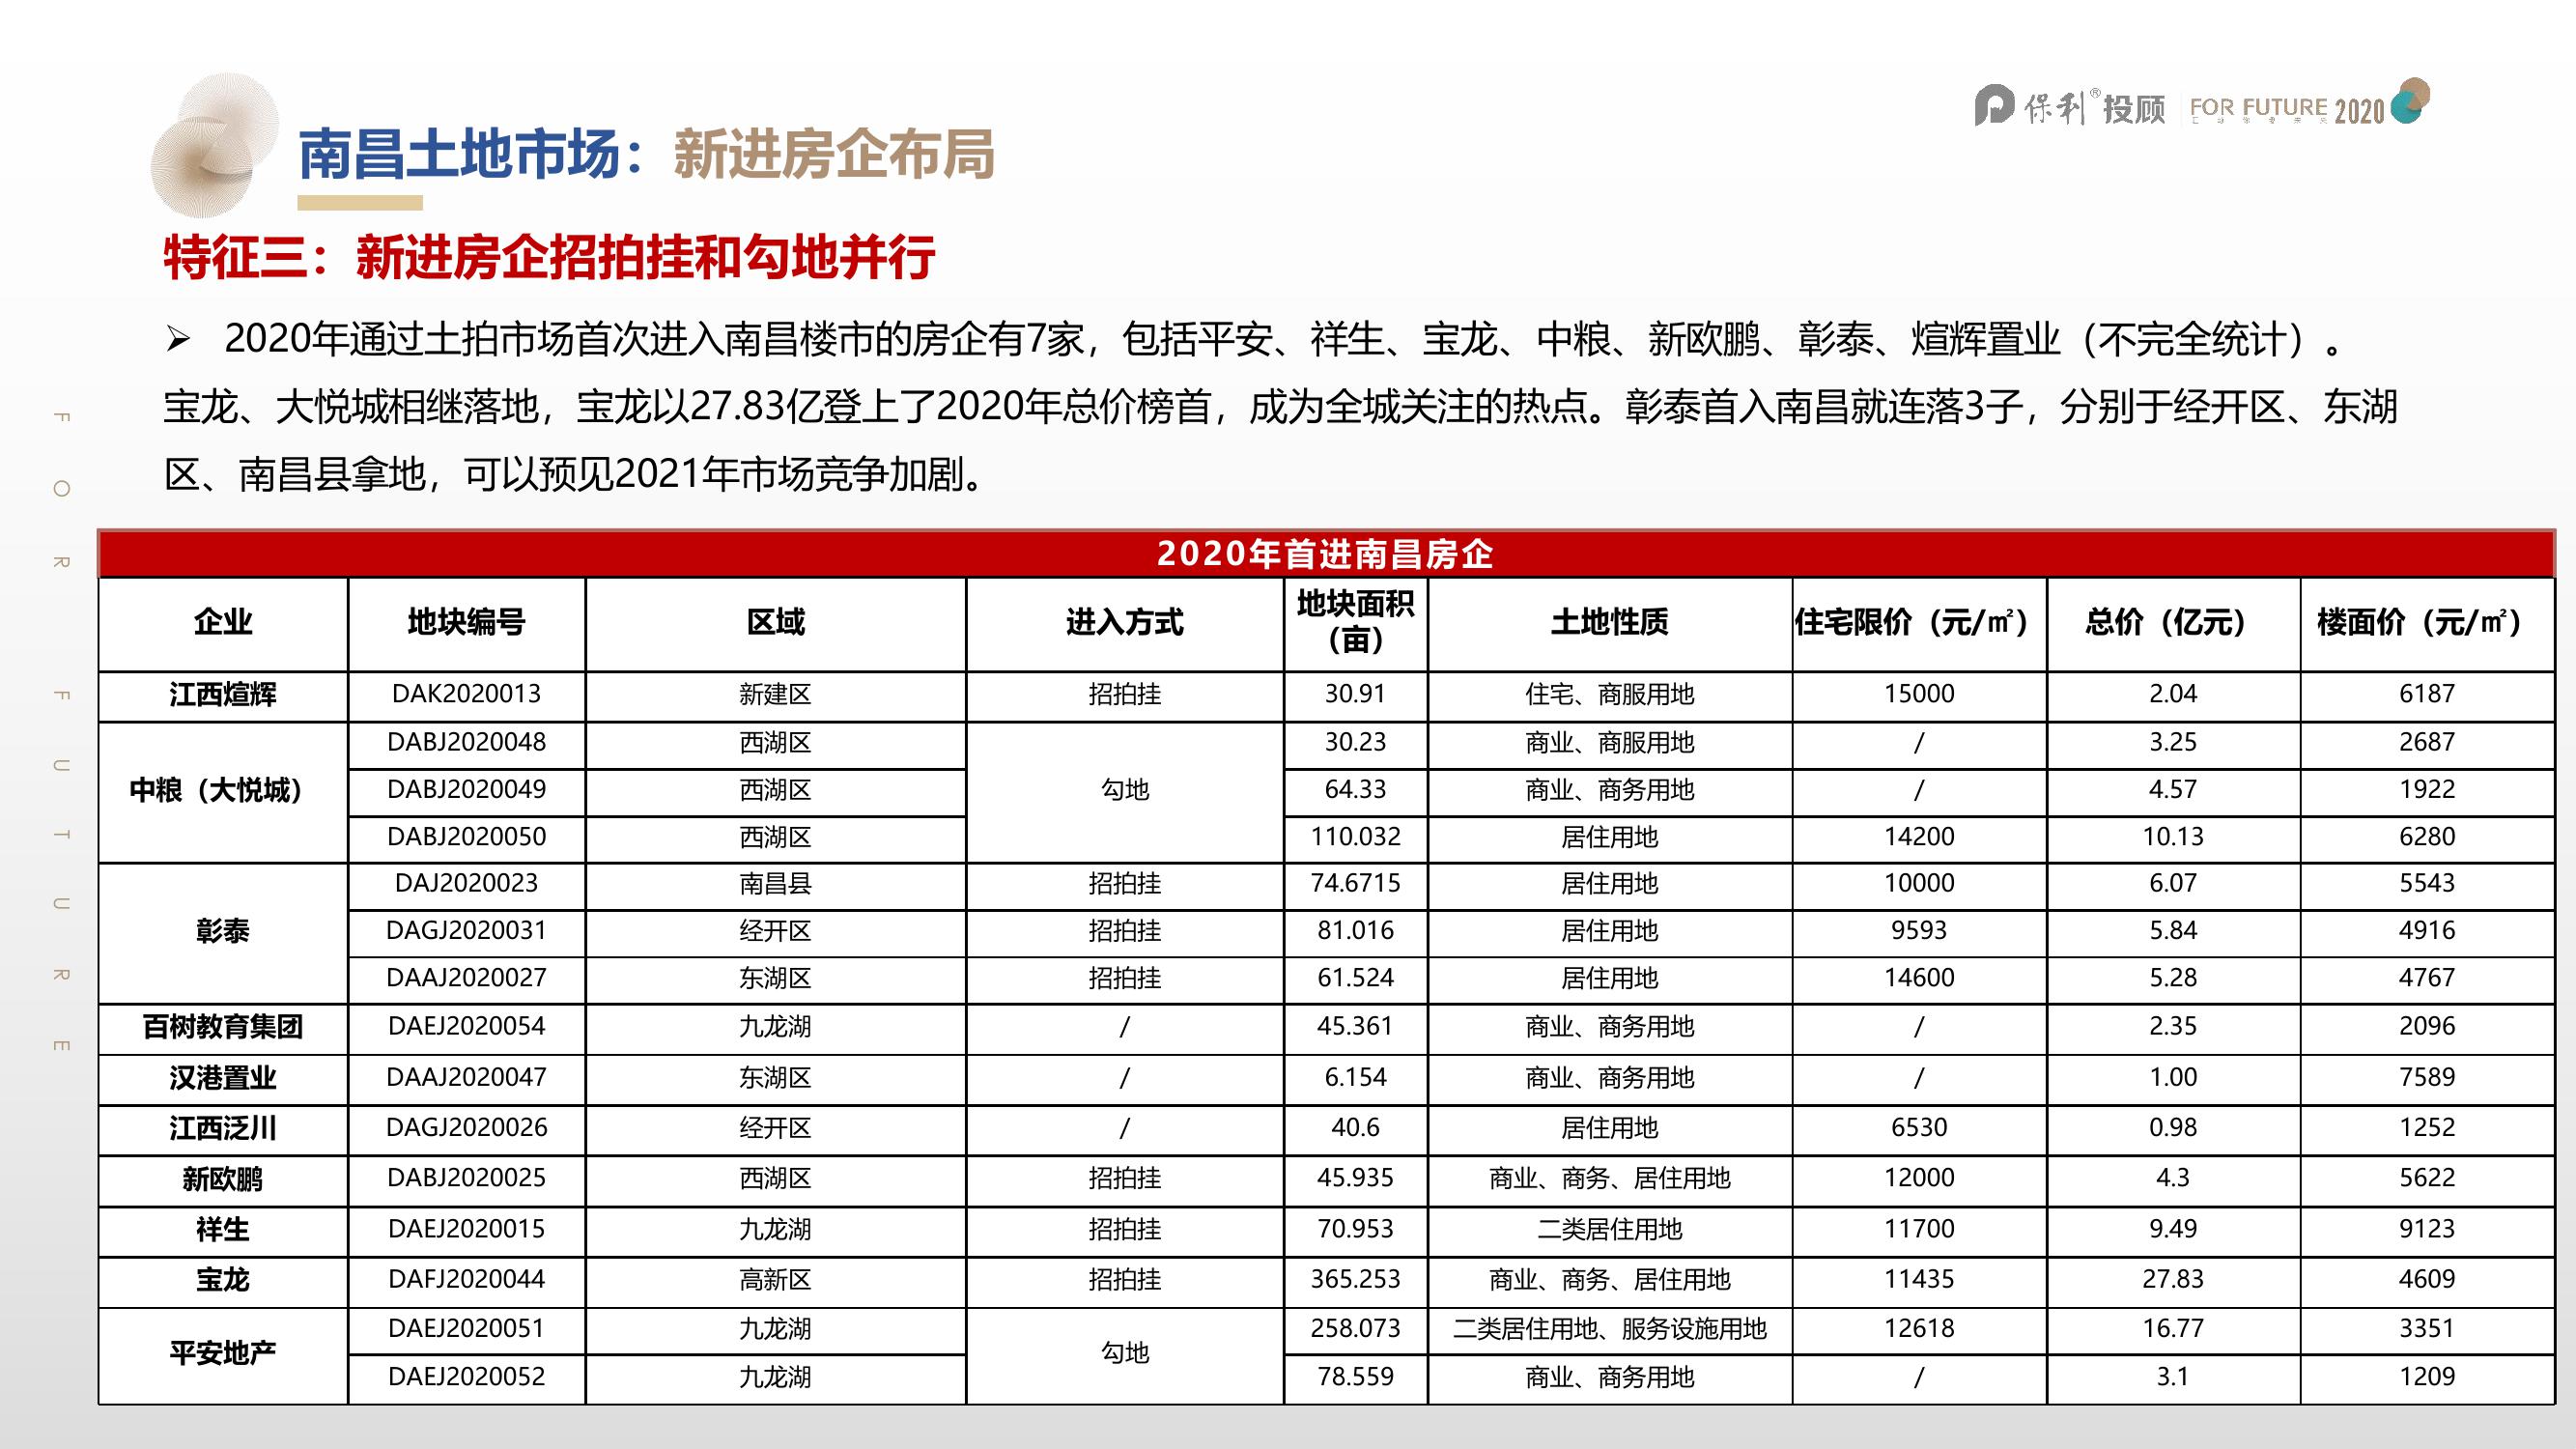 保利®投顾 FOR FUTURE 2020
南昌土地市场：新进房企布局
特征三：新进房企招拍挂和勾地并行
➢ 2020年通过土拍市场首次进入南昌楼市的房企有7家，包括平安、祥生、宝龙、中粮、新欧鹏、彰泰、煊辉置业（不完全统计）。
宝龙、大悦城相继落地，宝龙以27.83亿登上了2020年总价榜首，成为全城关注的热点。彰泰首入南昌就连落3子，分别于经开区、东湖
区、南昌县拿地，可以预见2021年市场竞争加剧。
FOR FUTURE
2020年首进南昌房企
企业 地块编号 区域 进入方式 地块面积（亩） 土地性质 住宅限价（元/㎡） 总价（亿元） 楼面价（元/㎡）
江西煊辉 DAK2020013 新建区 招拍挂 30.91 住宅、商服用地 15000 2.04 6187
中粮（大悦城） DABJ2020048 西湖区 勾地 30.23 商业、商服用地 / 3.25 2687
DABJ2020049 西湖区 64.33 商业、商务用地 / 4.57 1922
DABJ2020050 西湖区 110.032 居住用地 14200 10.13 6280
彰泰 DAJ2020023 南昌县 招拍挂 74.6715 居住用地 10000 6.07 5543
DAGJ2020031 经开区 招拍挂 81.016 居住用地 9593 5.84 4916
DAAJ2020027 东湖区 招拍挂 61.524 居住用地 14600 5.28 4767
百树教育集团 DAEJ2020054 九龙湖 / 45.361 商业、商务用地 / 2.35 2096
汉港置业 DAAJ2020047 东湖区 / 6.154 商业、商务用地 / 1.00 7589
江西泛川 DAGJ2020026 经开区 / 40.6 居住用地 6530 0.98 1252
新欧鹏 DABJ2020025 西湖区 招拍挂 45.935 商业、商务、居住用地 12000 4.3 5622
祥生 DAEJ2020015 九龙湖 招拍挂 70.953 二类居住用地 11700 9.49 9123
宝龙 DAFJ2020044 高新区 招拍挂 365.253 商业、商务、居住用地 11435 27.83 4609
平安地产 DAEJ2020051 九龙湖 勾地 258.073 二类居住用地、服务设施用地 12618 16.77 3351
DAEJ2020052 九龙湖 78.559 商业、商务用地 / 3.1 1209